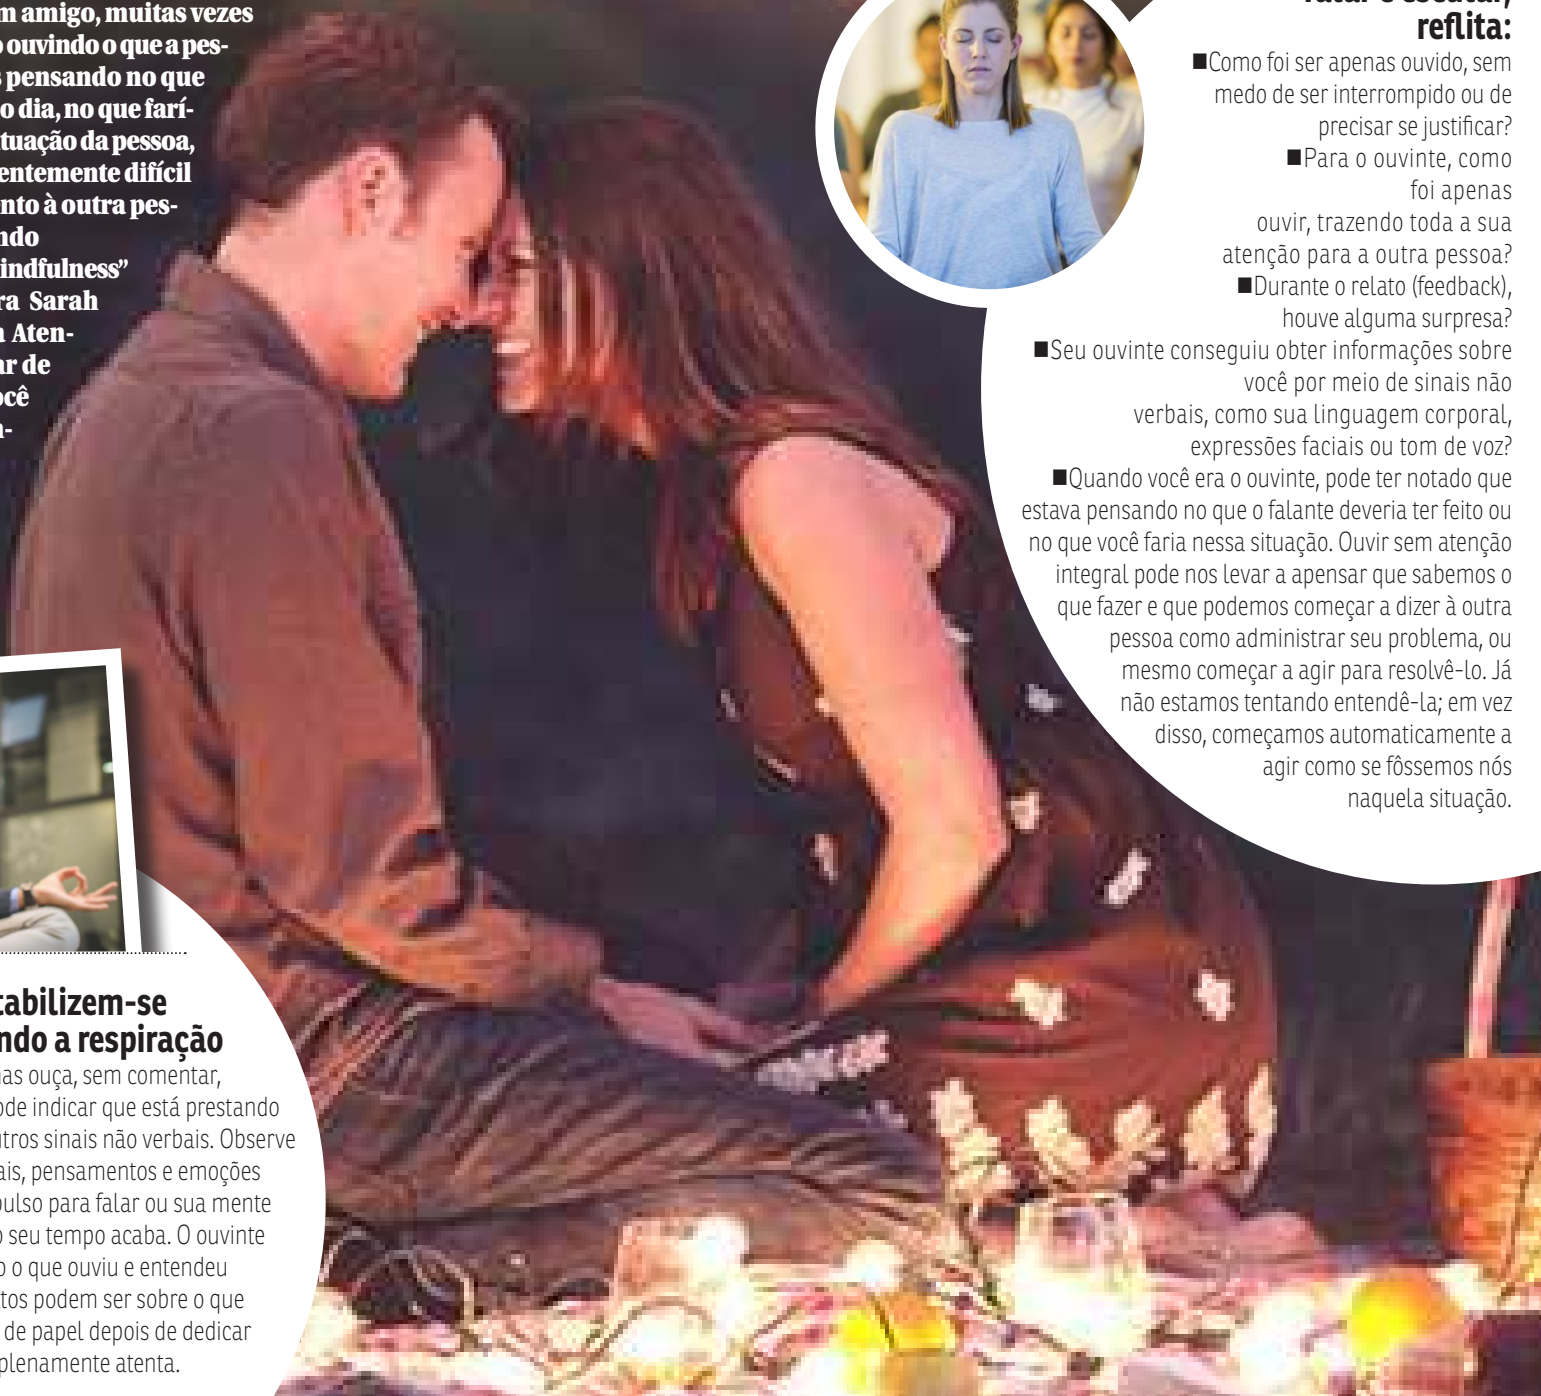 m amigo, muitas vezes
o ouvindo o que a pes-
s pensando no que
o dia, no que farí-
tuação da pessoa,
entemente difícil
nto à outra pes-
ndo
indfulness”
ra Sarah
a Aten-
ar de
ocê
n-
reflita:
■Como foi ser apenas ouvido, sem
medo de ser interrompido ou de
precisar se justificar?
■Para o ouvinte, como
foi apenas
ouvir, trazendo toda a sua
atenção para a outra pessoa?
■Durante o relato (feedback),
houve alguma surpresa?
■Seu ouvinte conseguiu obter informações sobre
você por meio de sinais não
verbais, como sua linguagem corporal,
expressões faciais ou tom de voz?
■Quando você era o ouvinte, pode ter notado que
estava pensando no que o falante deveria ter feito ou
no que você faria nessa situação. Ouvir sem atenção
integral pode nos levar a apensar que sabemos o
que fazer e que podemos começar a dizer à outra
pessoa como administrar seu problema, ou
mesmo começar a agir para resolvê-lo. Já
não estamos tentando entendê-la; em vez
disso, começamos automaticamente a
agir como se fôssemos nós
naquela situação.
tabilizem-se
ndo a respiração
nas ouça, sem comentar,
ode indicar que está prestando
utros sinais não verbais. Observe
ais, pensamentos e emoções
pulso para falar ou sua mente
o seu tempo acaba. O ouvinte
o o que ouviu e entendeu
tos podem ser sobre o que
de papel depois de dedicar
plenamente atenta.